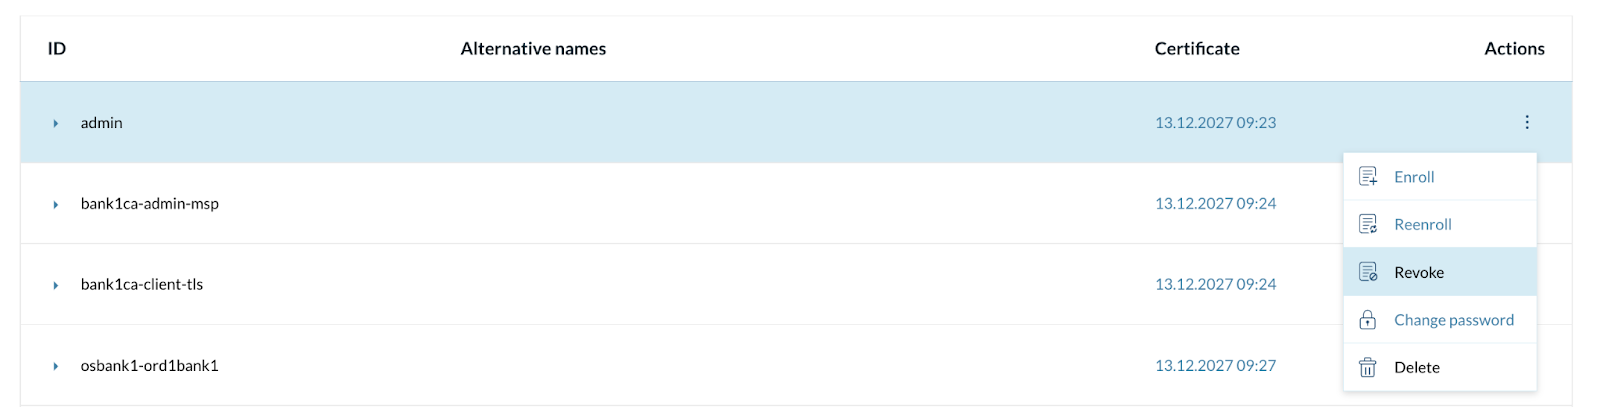 ID Alternative names Certificate Actions
admin 13.12.2027 09:23
Enroll
bank1ca-admin-msp 13.12.2027 09:24
Reenroll
Revoke
bank1ca-client-tls 13.12.2027 09:24
Change password
osbank1-ord1bank1 13.12.2027 09:27
Delete